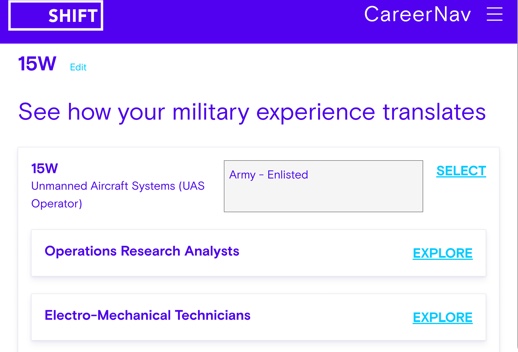 SHIFT
CareerNav
15W Edit
See how your military experience translates
15W
Unmanned Aircraft Systems (UAS
Operator)
Army - Enlisted
SELECT
Operations Research Analysts
EXPLORE
Electro-Mechanical Technicians
EXPLORE